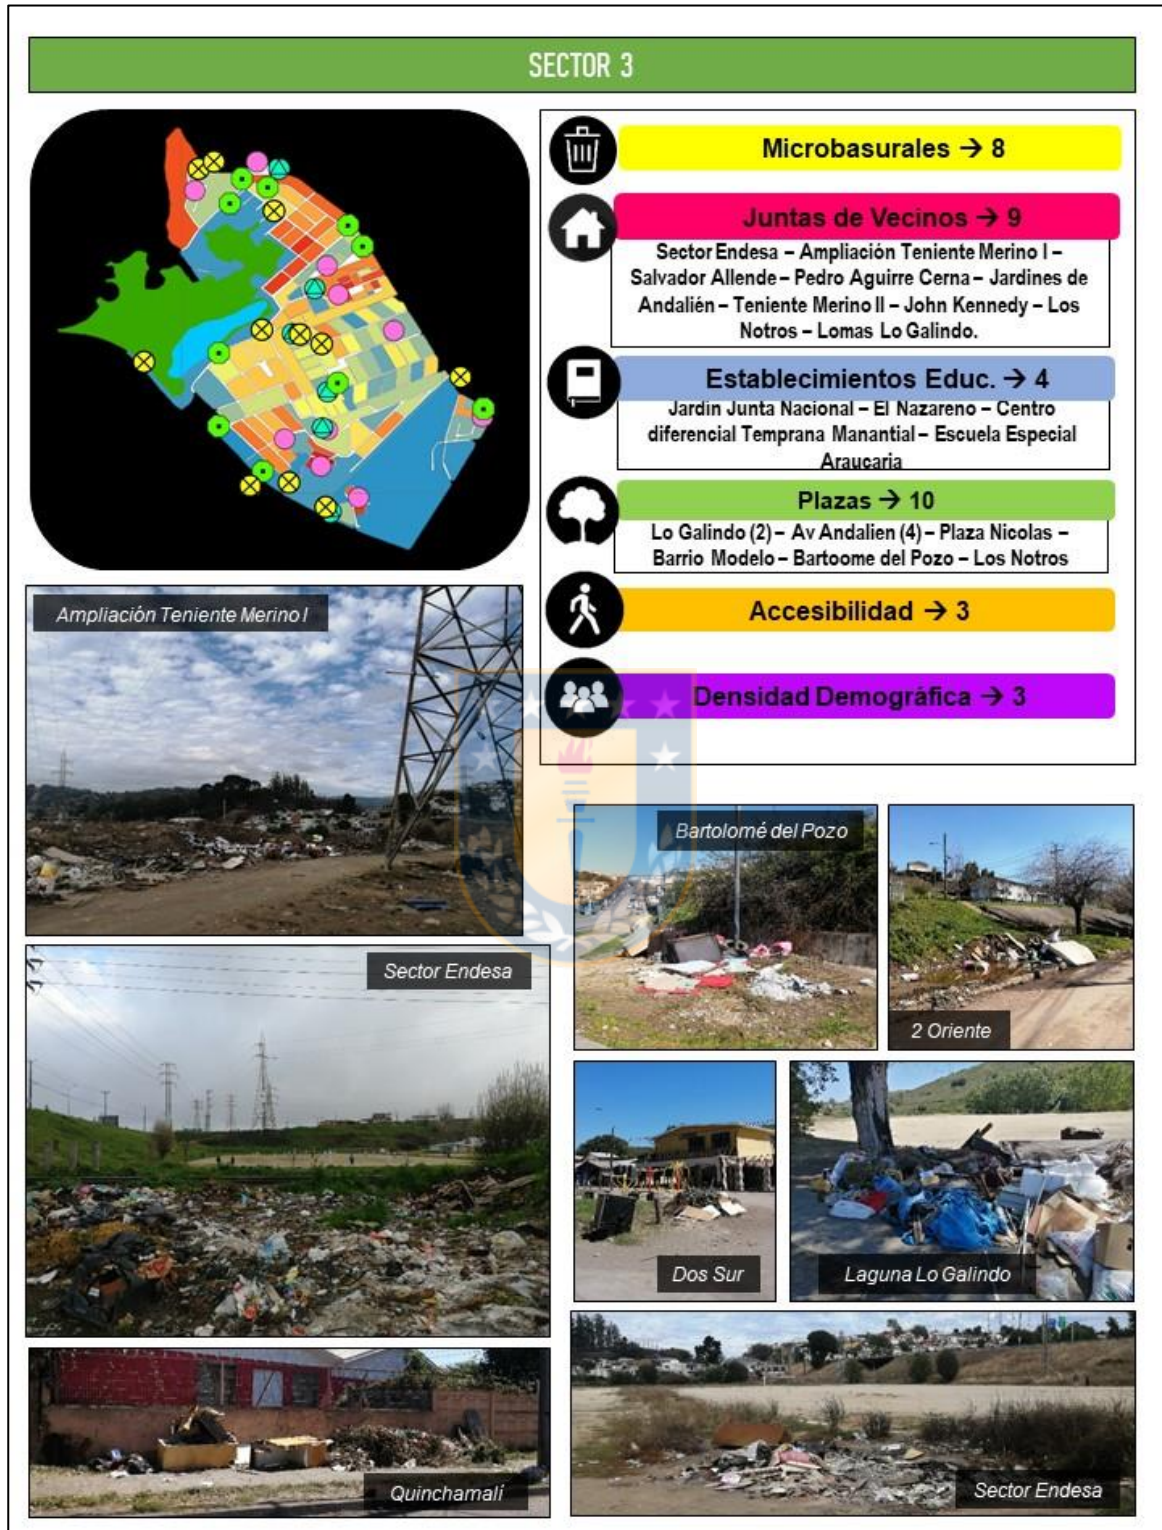 SECTOR 3
Microbasurales → 8
Juntas de Vecinos → 9
Sector Endesa – Ampliación Teniente Merino I –
Salvador Allende – Pedro Aguirre Cerna – Jardines de
Andalién – Teniente Merino II – John Kennedy – Los
Notros – Lomas Lo Galindo.
Establecimientos Educ. → 4
Jardín Junta Nacional – El Nazareno – Centro
diferencial Temprana Manantial – Escuela Especial
Araucaria
Plazas → 10
Lo Galindo (2) – Av Andalien (4) – Plaza Nicolas –
Barrio Modelo – Bartoome del Pozo – Los Notros
Accesibilidad → 3
Densidad Demográfica → 3
Ampliación Teniente Merino I
Bartolomé del Pozo
2 Oriente
Sector Endesa
Dos Sur
Laguna Lo Galindo
Quinchamalí
Sector Endesa